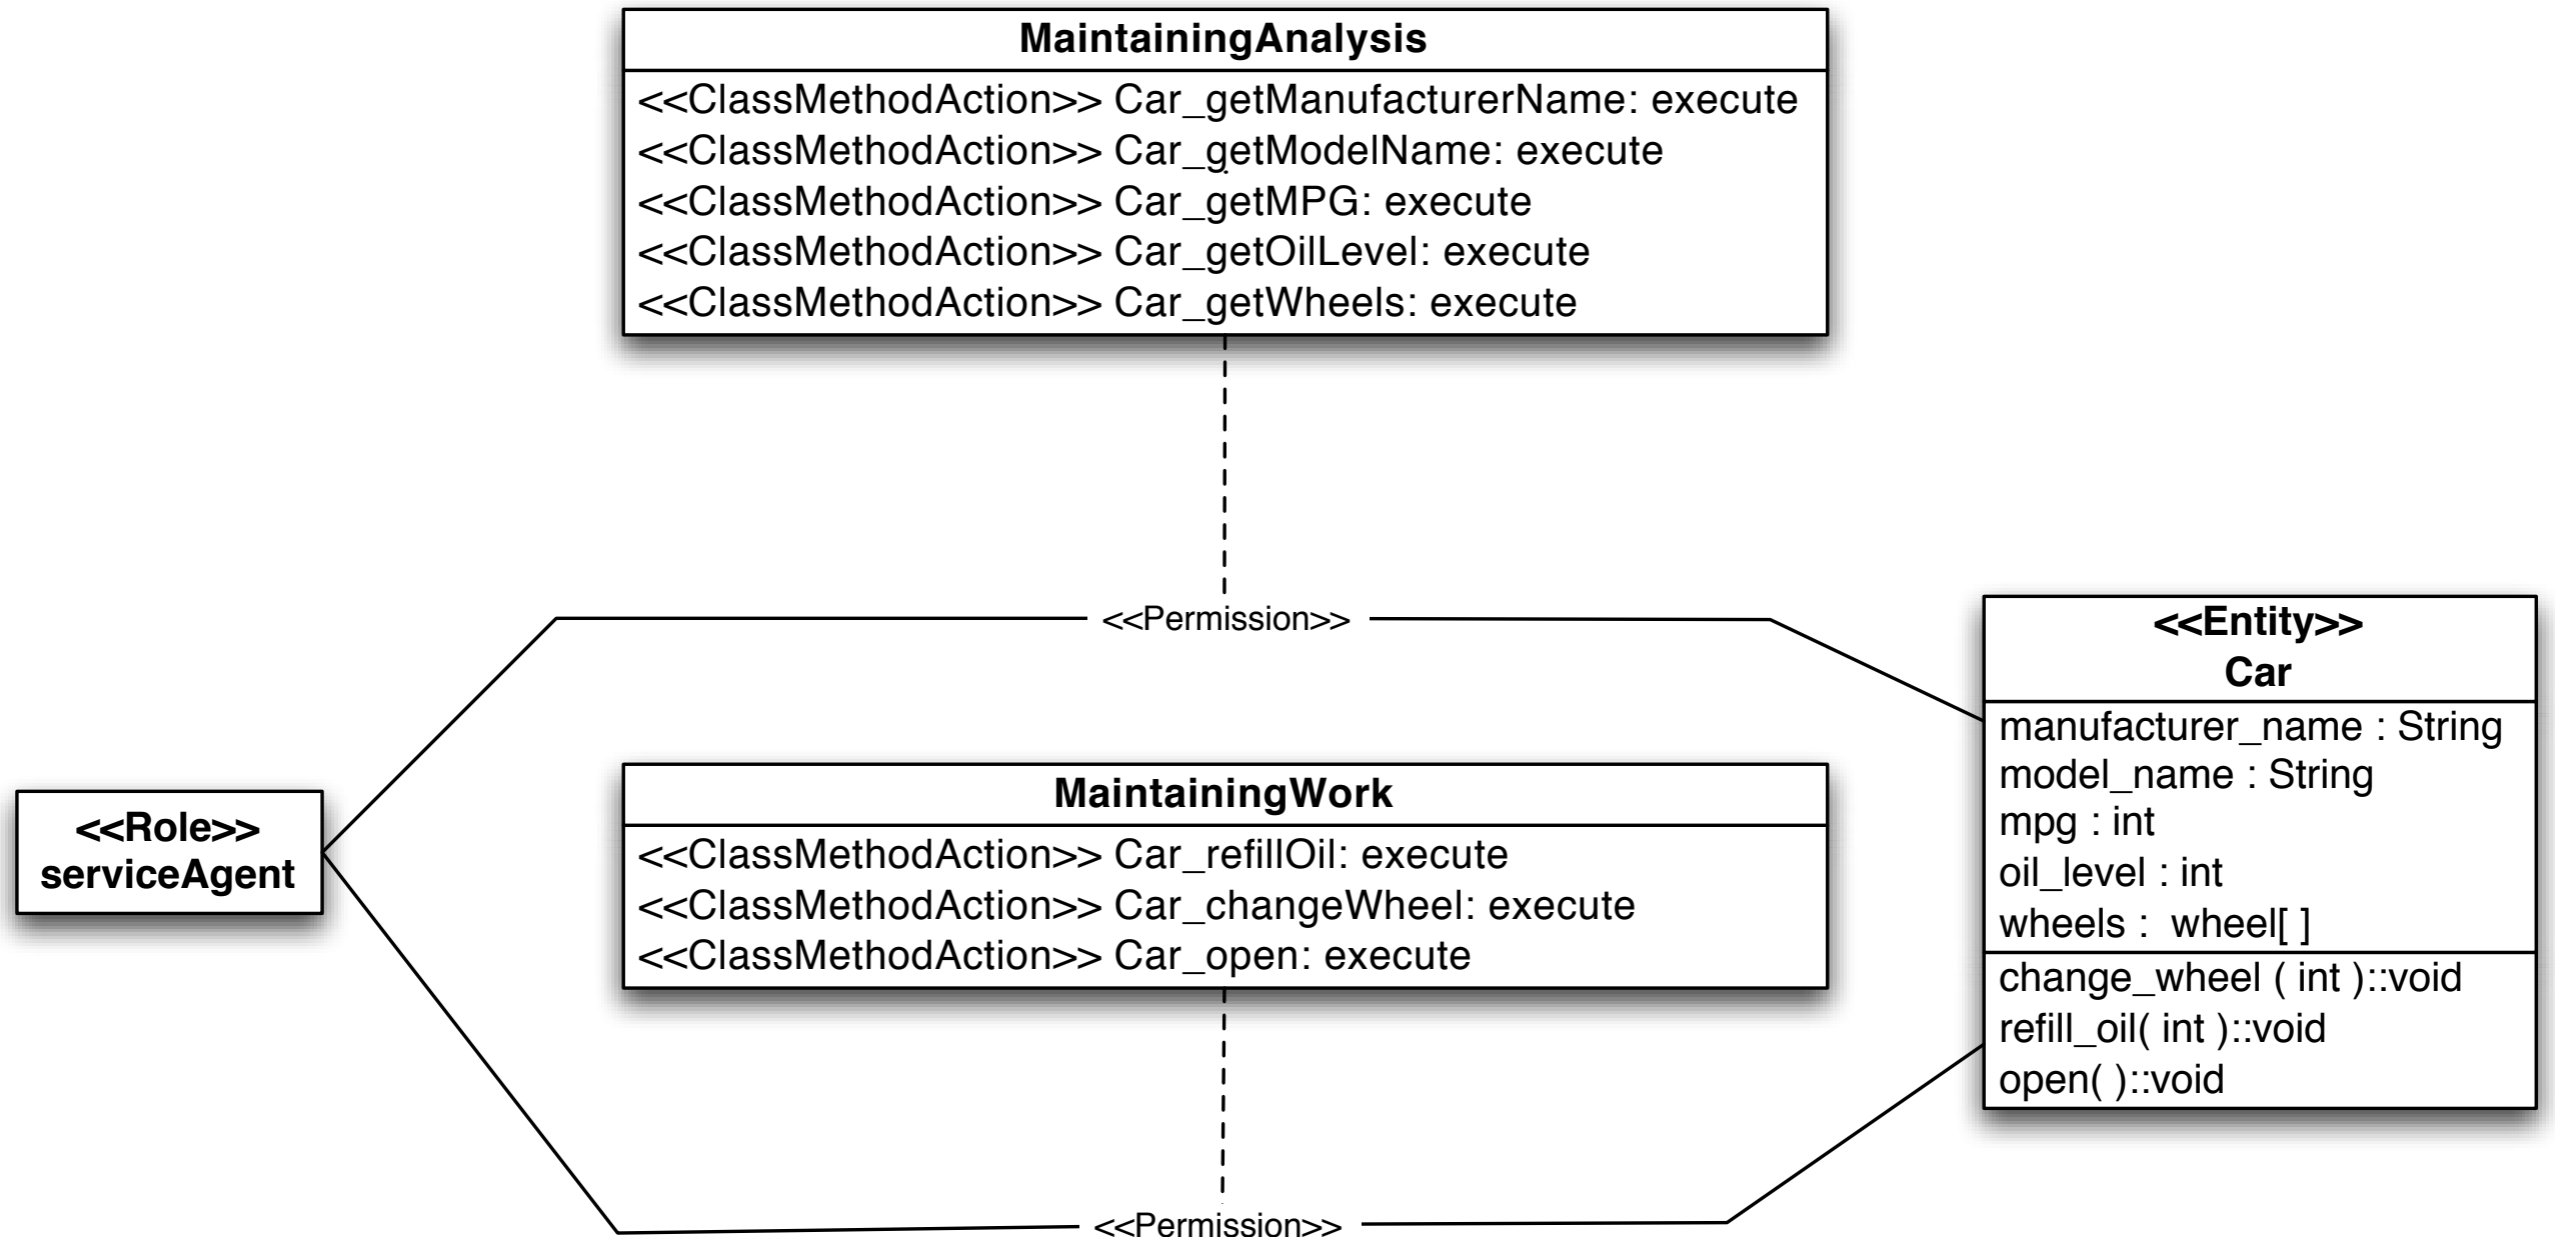 MaintainingAnalysis
<<ClassMethodAction>> Car_getManufacturerName: execute
<<ClassMethodAction>> Car_getModelName: execute
<<ClassMethodAction>> Car_getMPG: execute
<<ClassMethodAction>> Car_getOilLevel: execute
<<ClassMethodAction>> Car_getWheels: execute
<<Permission>>
<<Role>>
serviceAgent
MaintainingWork
<<ClassMethodAction>> Car_refillOil: execute
<<ClassMethodAction>> Car_changeWheel: execute
<<ClassMethodAction>> Car_open: execute
<<Permission>>
<<Entity>>
Car
manufacturer_name : String
model_name : String
mpg : int
oil_level : int
wheels :  wheel[ ]
change_wheel ( int )::void
refill_oil( int )::void
open( )::void